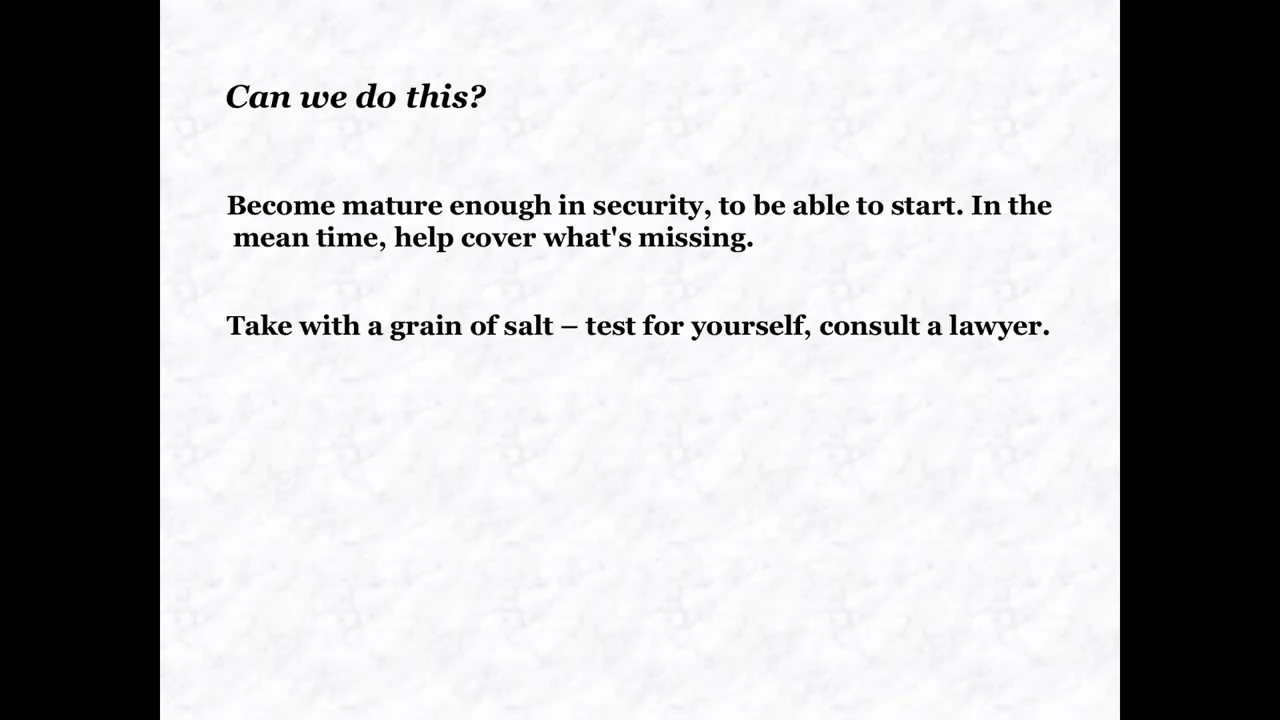 Can we do this?
Become mature enough in security, to be able to start. In the
mean time, help cover what's missing.
Take with a grain of salt – test for yourself, consult a lawyer.